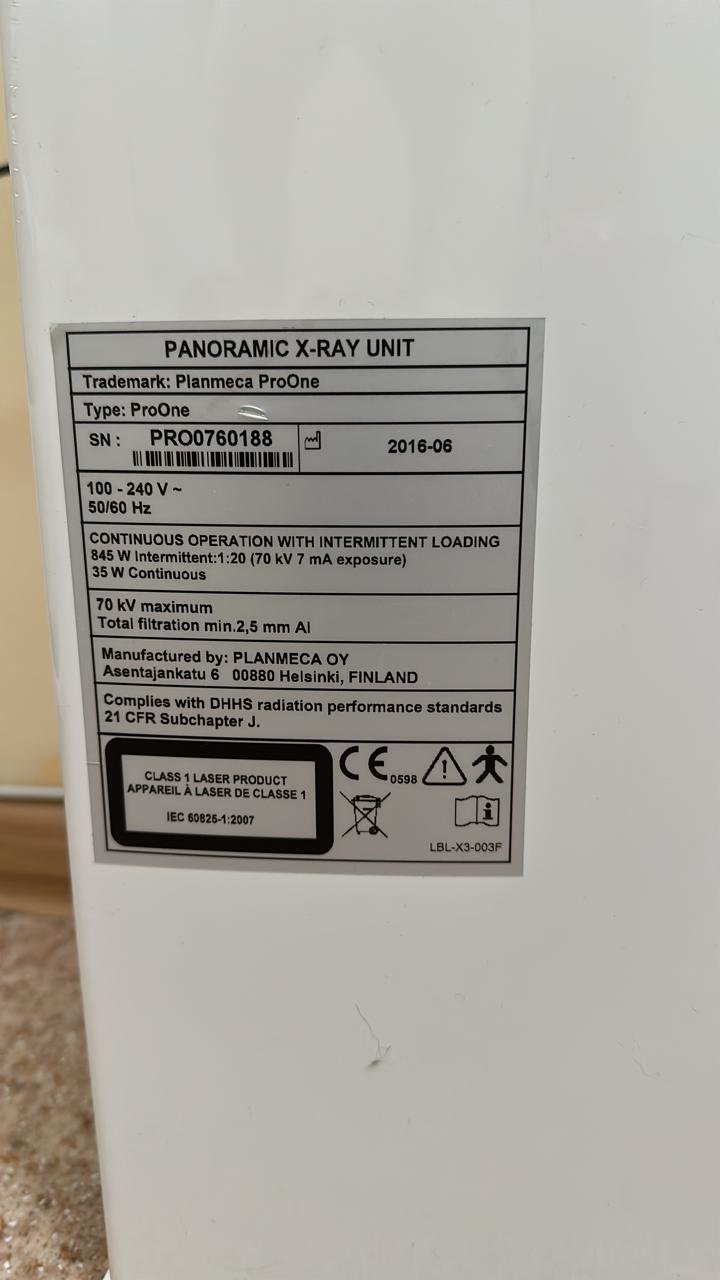 PANORAMIC X-RAY UNIT
Trademark: Planmeca ProOne
Type: ProOne
SN : PRO0760188 2016-06
100 - 240 V ~
50/60 Hz
CONTINUOUS OPERATION WITH INTERMITTENT LOADING
845 W Intermittent:1:20 (70 kV 7 mA exposure)
35 W Continuous
70 kV maximum
Total filtration min.2,5 mm Al
Manufactured by: PLANMECA OY
Asentajankatu 6 00880 Helsinki, FINLAND
Complies with DHHS radiation performance standards
21 CFR Subchapter J.
CLASS 1 LASER PRODUCT
APPAREIL À LASER DE CLASSE 1
IEC 60825-1:2007
CE 0598
LBL-X3-003F